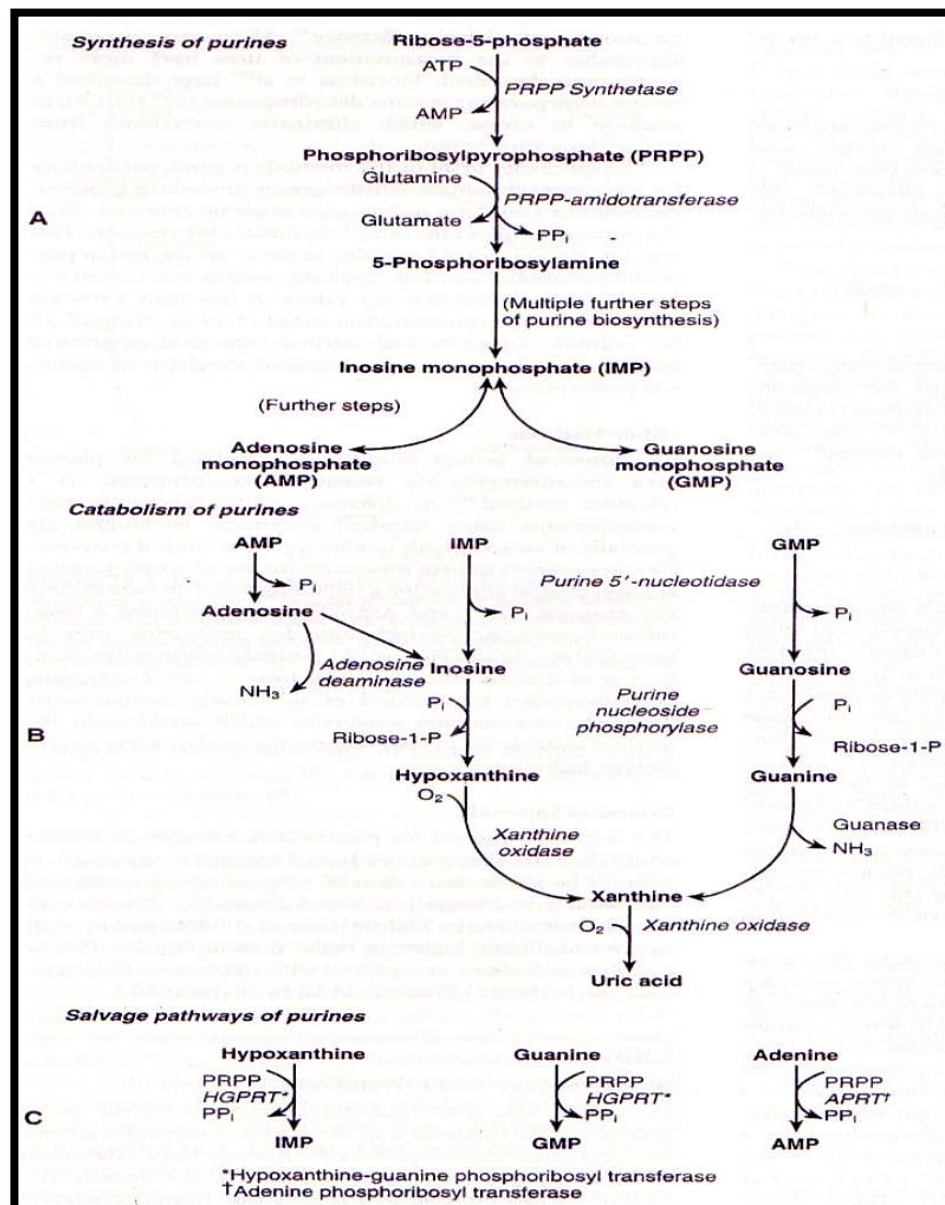 Synthesis of purines
Ribose-5-phosphate
ATP
PRPP Synthetase
AMP
Phosphoribosylpyrophosphate (PRPP)
Glutamine
PRPP-amidotransferase
A
Glutamate
PPi
5-Phosphoribosylamine
(Multiple further steps
of purine biosynthesis)
Inosine monophosphate (IMP)
(Further steps)
Adenosine
monophosphate
(AMP)
Guanosine
monophosphate
(GMP)
Catabolism of purines
AMP
IMP
GMP
Pi
Purine 5'-nucleotidase
Pi
Pi
Adenosine
Adenosine
deaminase
NH3
Inosine
Guanosine
B
Pi
Ribose-1-P
Purine
nucleoside
phosphorylase
Pi
Ribose-1-P
Hypoxanthine
Guanine
O2
Xanthine
oxidase
Guanase
NH3
Xanthine
O2
Xanthine oxidase
Uric acid
Salvage pathways of purines
C
Hypoxanthine
PRPP
HGPRT*
PPi
IMP
Guanine
PRPP
HGPRT*
PPi
GMP
Adenine
PRPP
APRT†
PPi
AMP
*Hypoxanthine-guanine phosphoribosyl transferase
†Adenine phosphoribosyl transferase